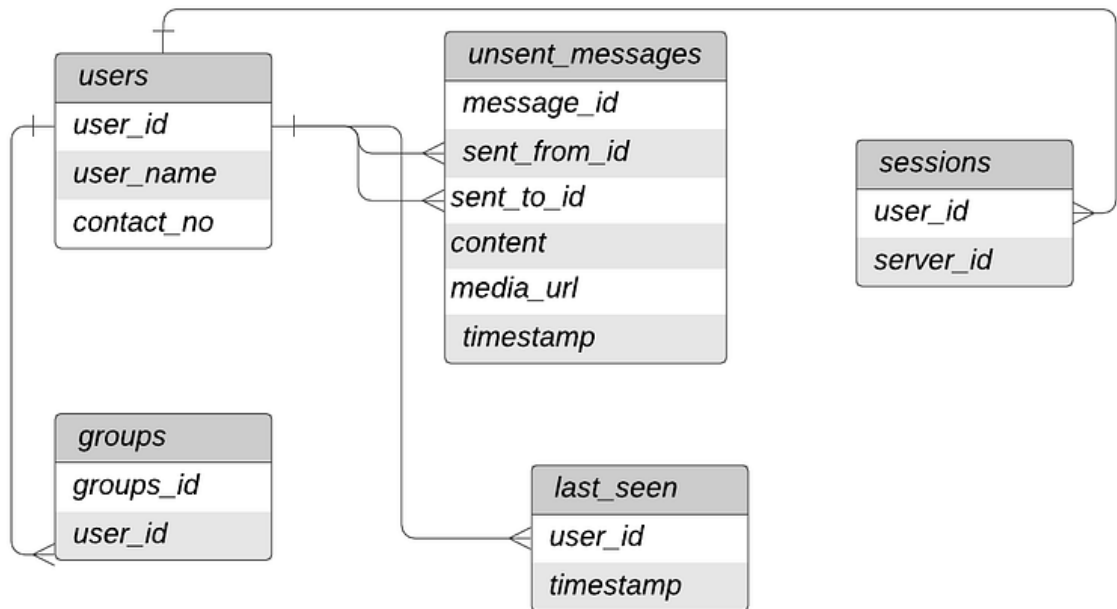 users
user_id
user_name
contact_no
unsent_messages
message_id
sent_from_id
sent_to_id
content
media_url
timestamp
sessions
user_id
server_id
groups
groups_id
user_id
last_seen
user_id
timestamp